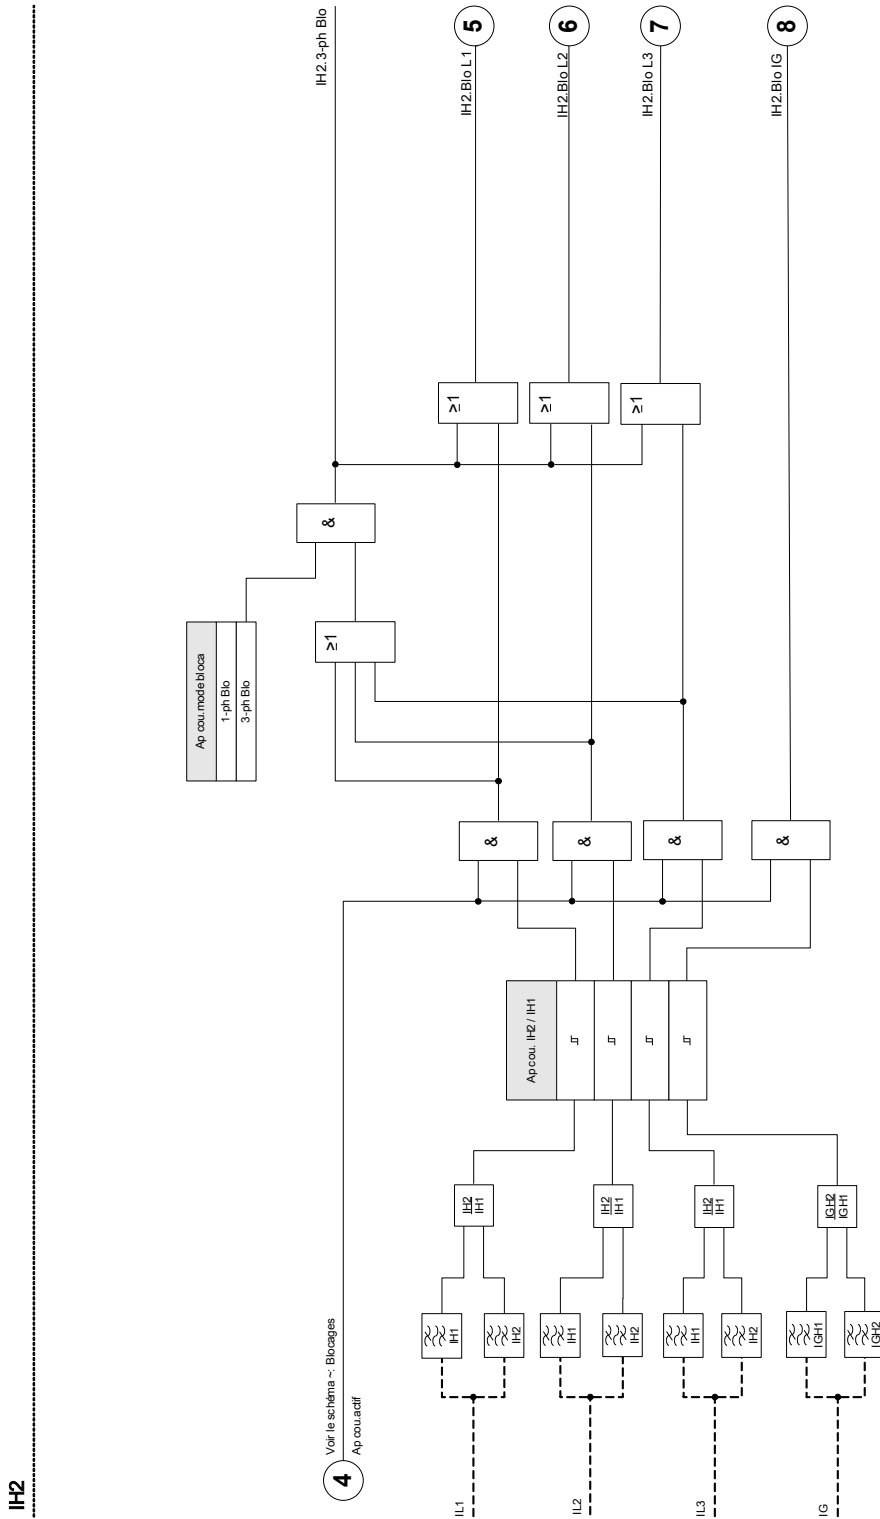 IH2
4
Voir le schéma ~: Blocages
Ap cou.actif
IL1
IL2
IL3
IG
IH1
IH2
IH1
IH2
IH1
IH2
IGH1
IGH2
IH2
IH1
IH2
IH1
IH2
IH1
IGH2
IGH1
Ap cou. IH2 / IH1
&
&
&
&
Ap cou.mode bloca
1-ph Blo
3-ph Blo
≥1
&
≥1
≥1
≥1
IH2.3-ph Blo
IH2.Blo L1
5
IH2.Blo L2
6
IH2.Blo L3
7
IH2.Blo IG
8